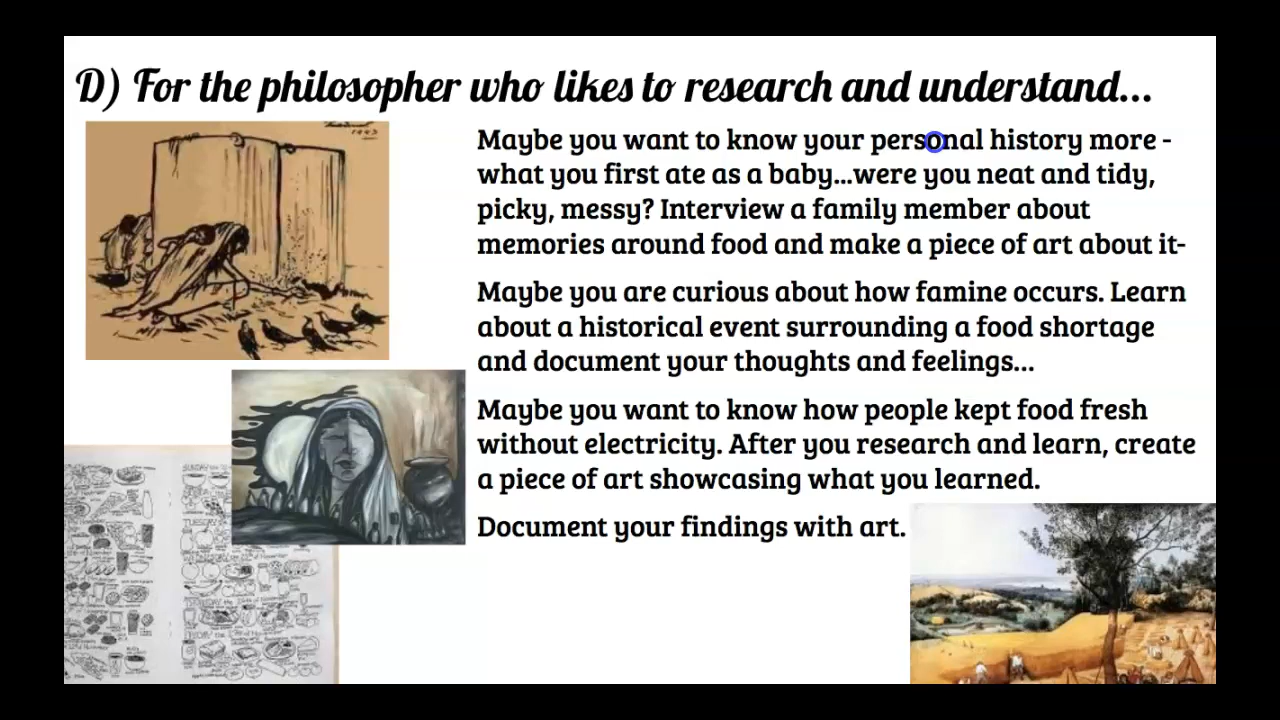 D) For the philosopher who likes to research and understand...
1943
Maybe you want to know your personal history more -
what you first ate as a baby...were you neat and tidy,
picky, messy? Interview a family member about
memories around food and make a piece of art about it-
Maybe you are curious about how famine occurs. Learn
about a historical event surrounding a food shortage
and document your thoughts and feelings...
Maybe you want to know how people kept food fresh
without electricity. After you research and learn, create
a piece of art showcasing what you learned.
Document your findings with art.